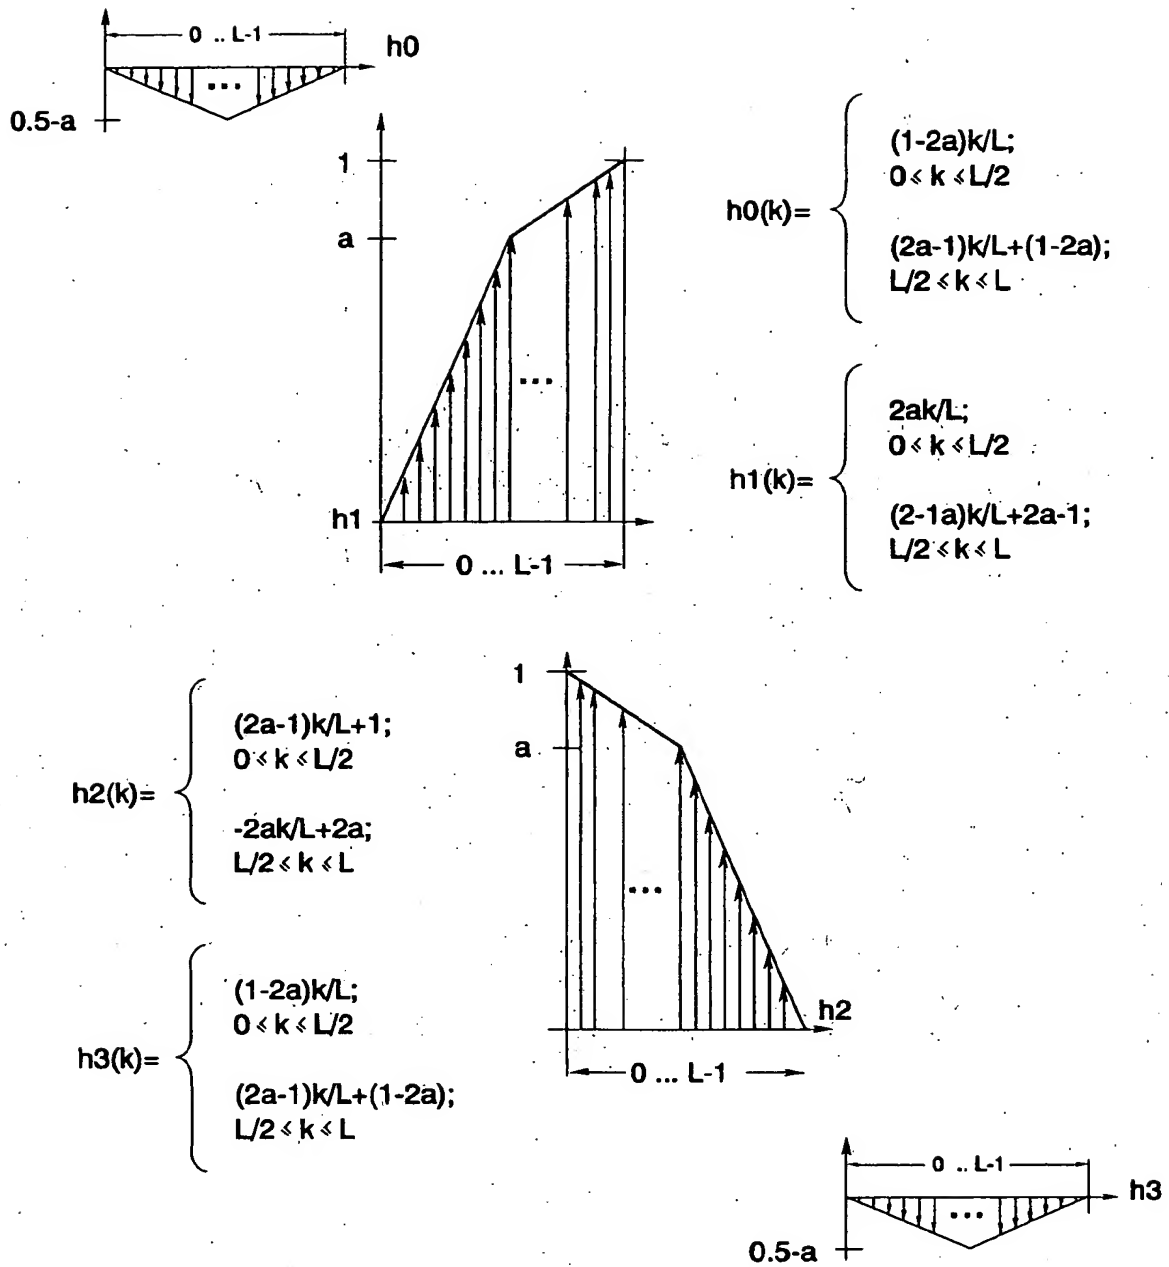 0 .. L-1
h0
0.5-a
1
a
h1
0 ... L-1
h0(k)=
(1-2a)k/L;
0≤ k ≤L/2
(2a-1)k/L+(1-2a);
L/2 ≤ k ≤ L
h1(k)=
2ak/L;
0≤ k ≤L/2
(2-1a)k/L+2a-1;
L/2 ≤ k ≤ L
...
h2(k)=
(2a-1)k/L+1;
0≤ k ≤L/2
-2ak/L+2a;
L/2 ≤ k ≤ L
1
a
...
h2
0 ... L-1
h3(k)=
(1-2a)k/L;
0≤ k ≤L/2
(2a-1)k/L+(1-2a);
L/2 ≤ k ≤ L
0 .. L-1
...
h3
0.5-a